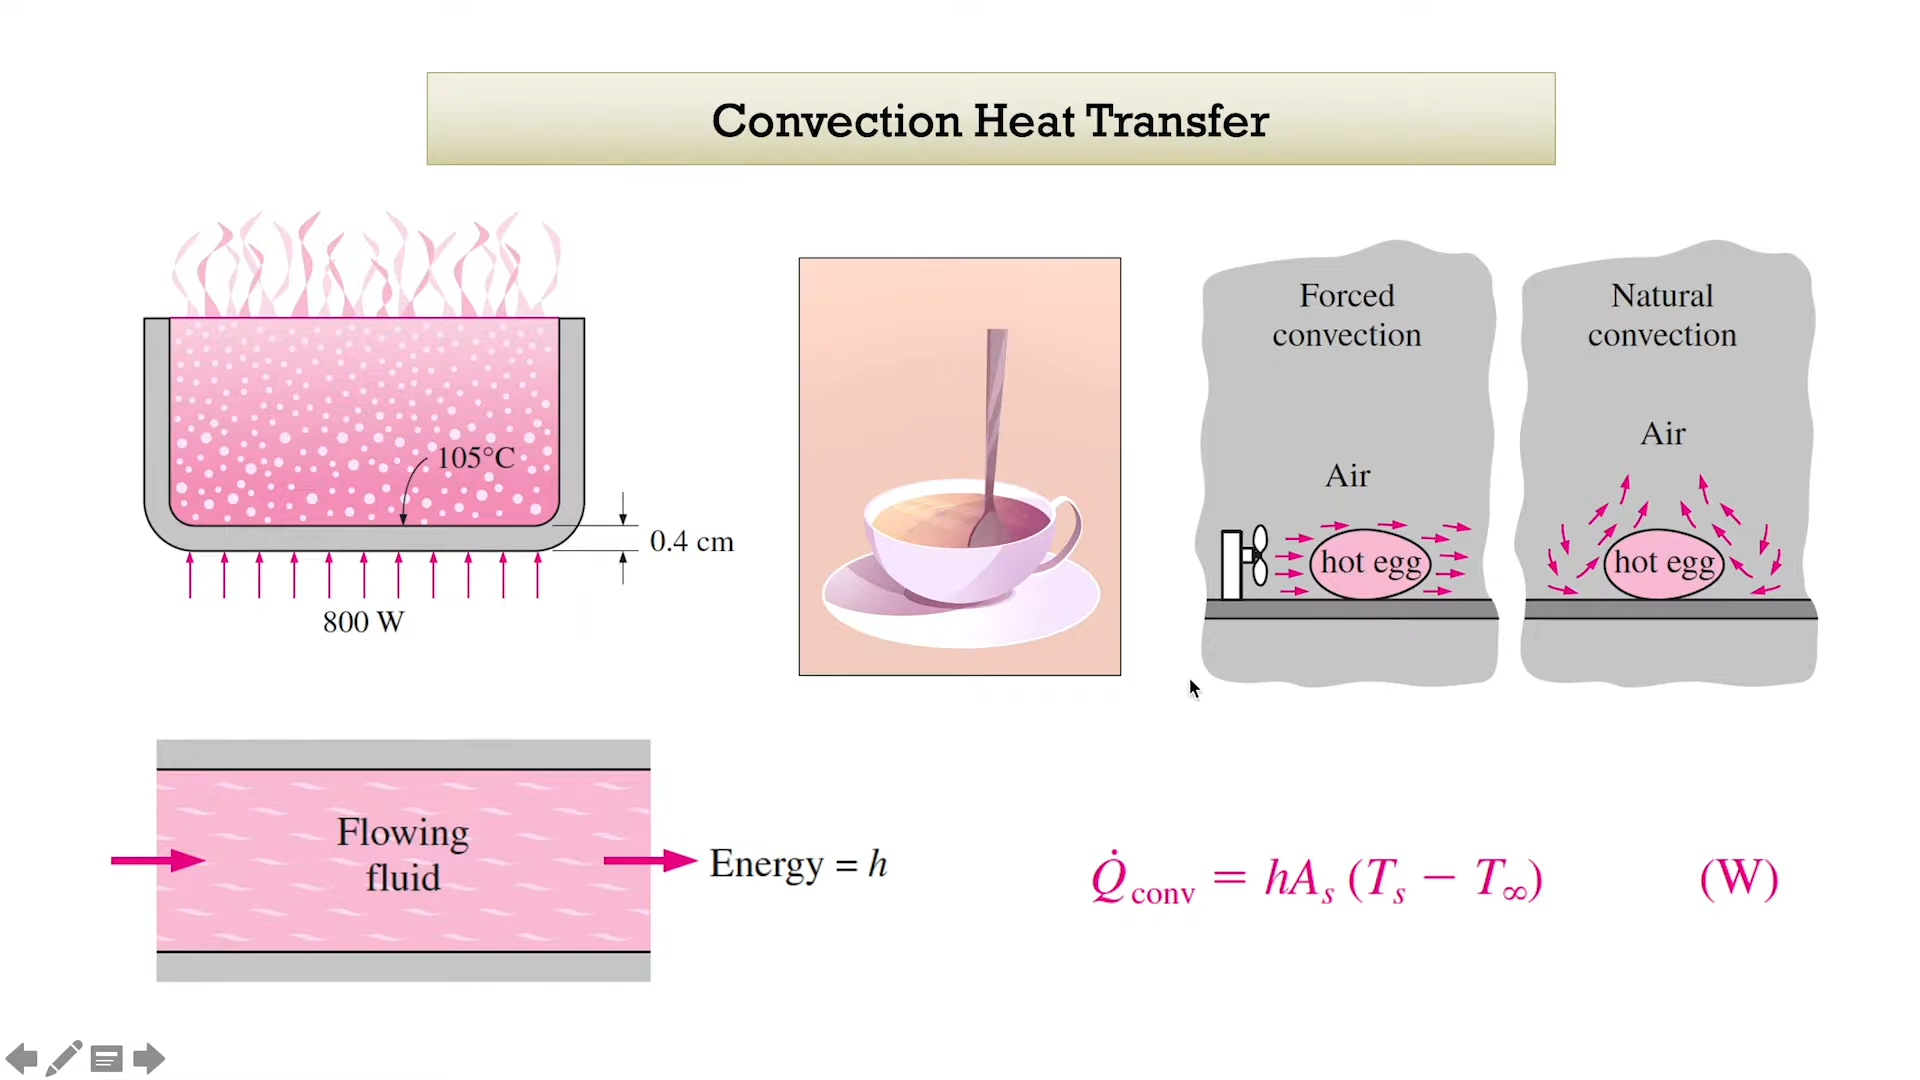 Convection Heat Transfer
105°C
0.4 cm
800 W
Forced
convection
Air
hot egg
Natural
convection
Air
hot egg
Flowing
fluid
Energy = h
Q̇conv = hAs (Ts − T∞) (W)